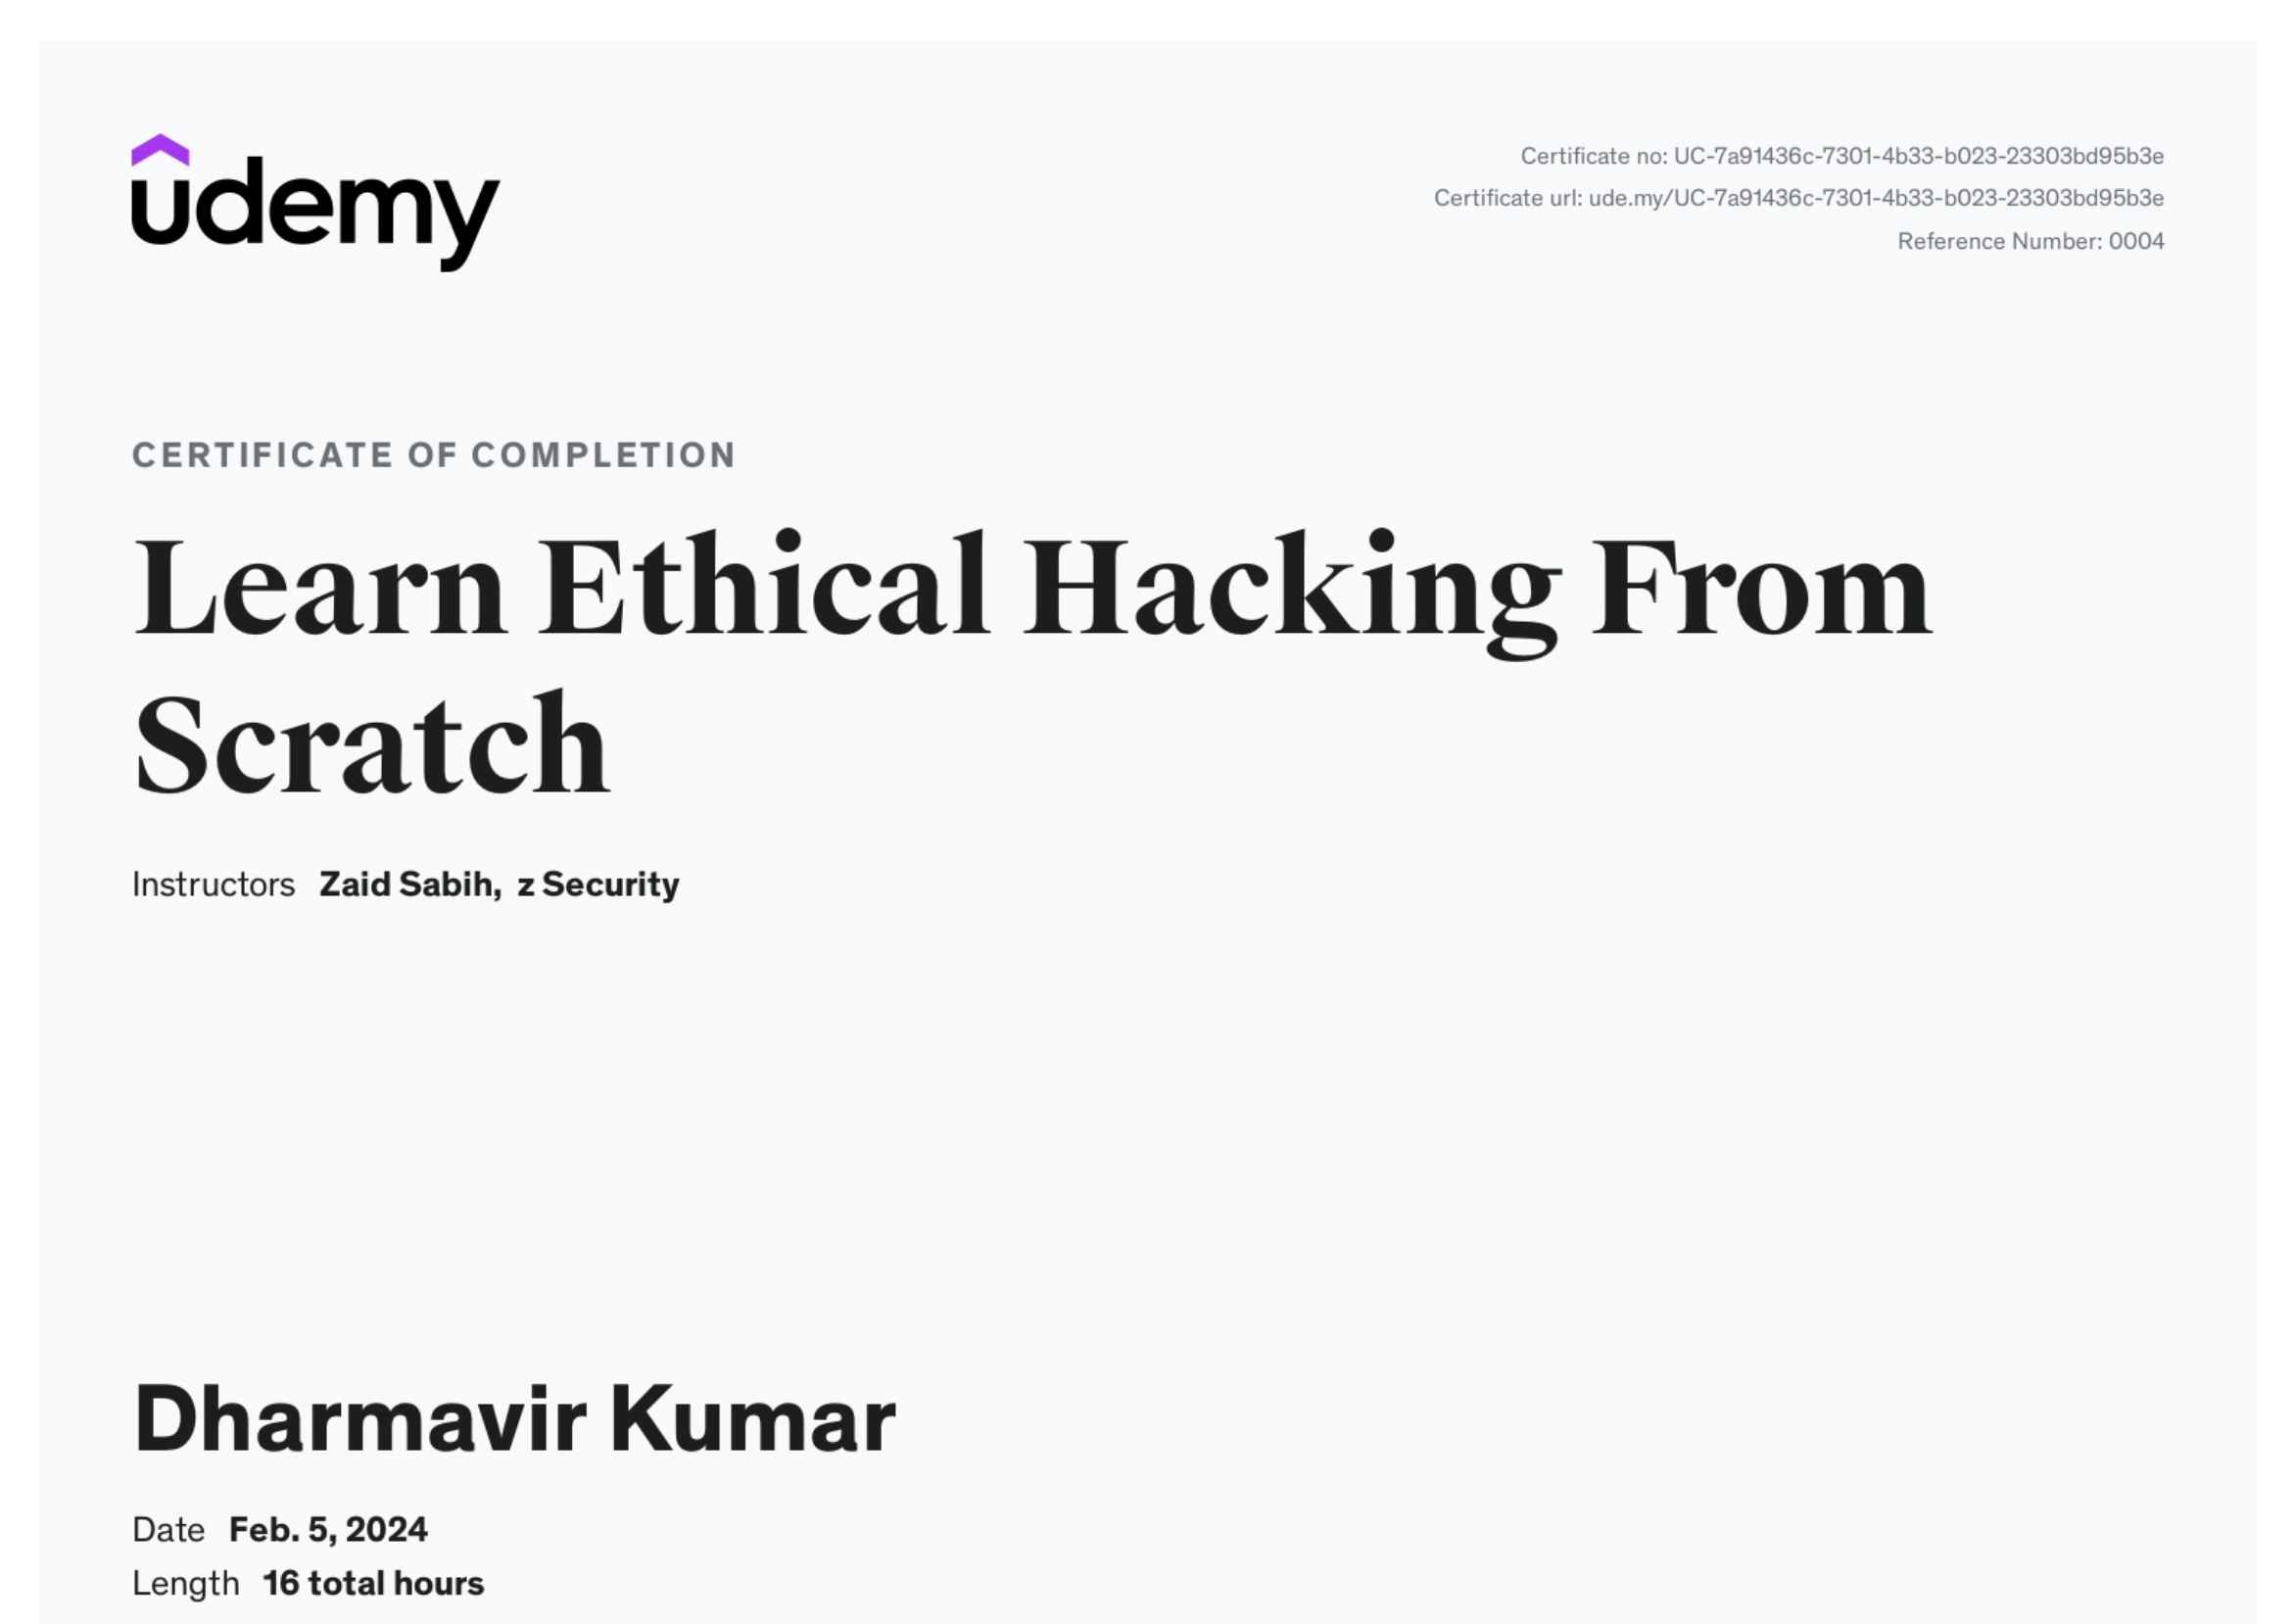 udemy
Certificate no: UC-7a91436c-7301-4b33-b023-23303bd95b3e
Certificate url: ude.my/UC-7a91436c-7301-4b33-b023-23303bd95b3e
Reference Number: 0004
CERTIFICATE OF COMPLETION
Learn Ethical Hacking From
Scratch
Instructors Zaid Sabih, z Security
Dharmavir Kumar
Date Feb. 5, 2024
Length 16 total hours